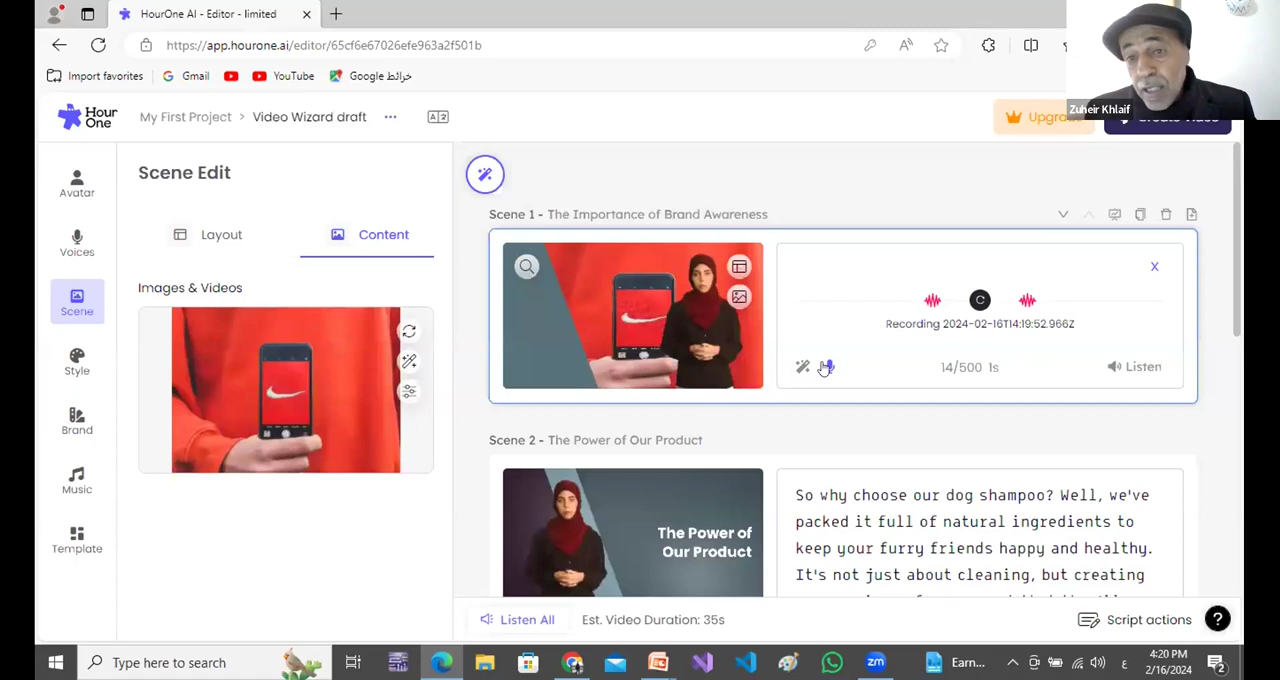 HourOne AI - Editor - limited
https://app.hourone.ai/editor/65cf6e67026efe963a2f501b
Import favorites
Gmail
YouTube
خرائط Google
Zuheir Khlaif
Hour
One
My First Project > Video Wizard draft
Upgra
Create video
Avatar
Voices
Scene
Style
Brand
Music
Template
Scene Edit
Layout
Content
Images & Videos
Scene 1 - The Importance of Brand Awareness
X
C
Recording 2024-02-16T14:19:52.966Z
14/500 1s
Listen
Scene 2 - The Power of Our Product
The Power of
Our Product
So why choose our dog shampoo? Well, we've
packed it full of natural ingredients to
keep your furry friends happy and healthy.
It's not just about cleaning, but creating
Listen All
Est. Video Duration: 35s
Script actions
?
Type here to search
zm
Earn...
ع
4:20 PM
2/16/2024
2